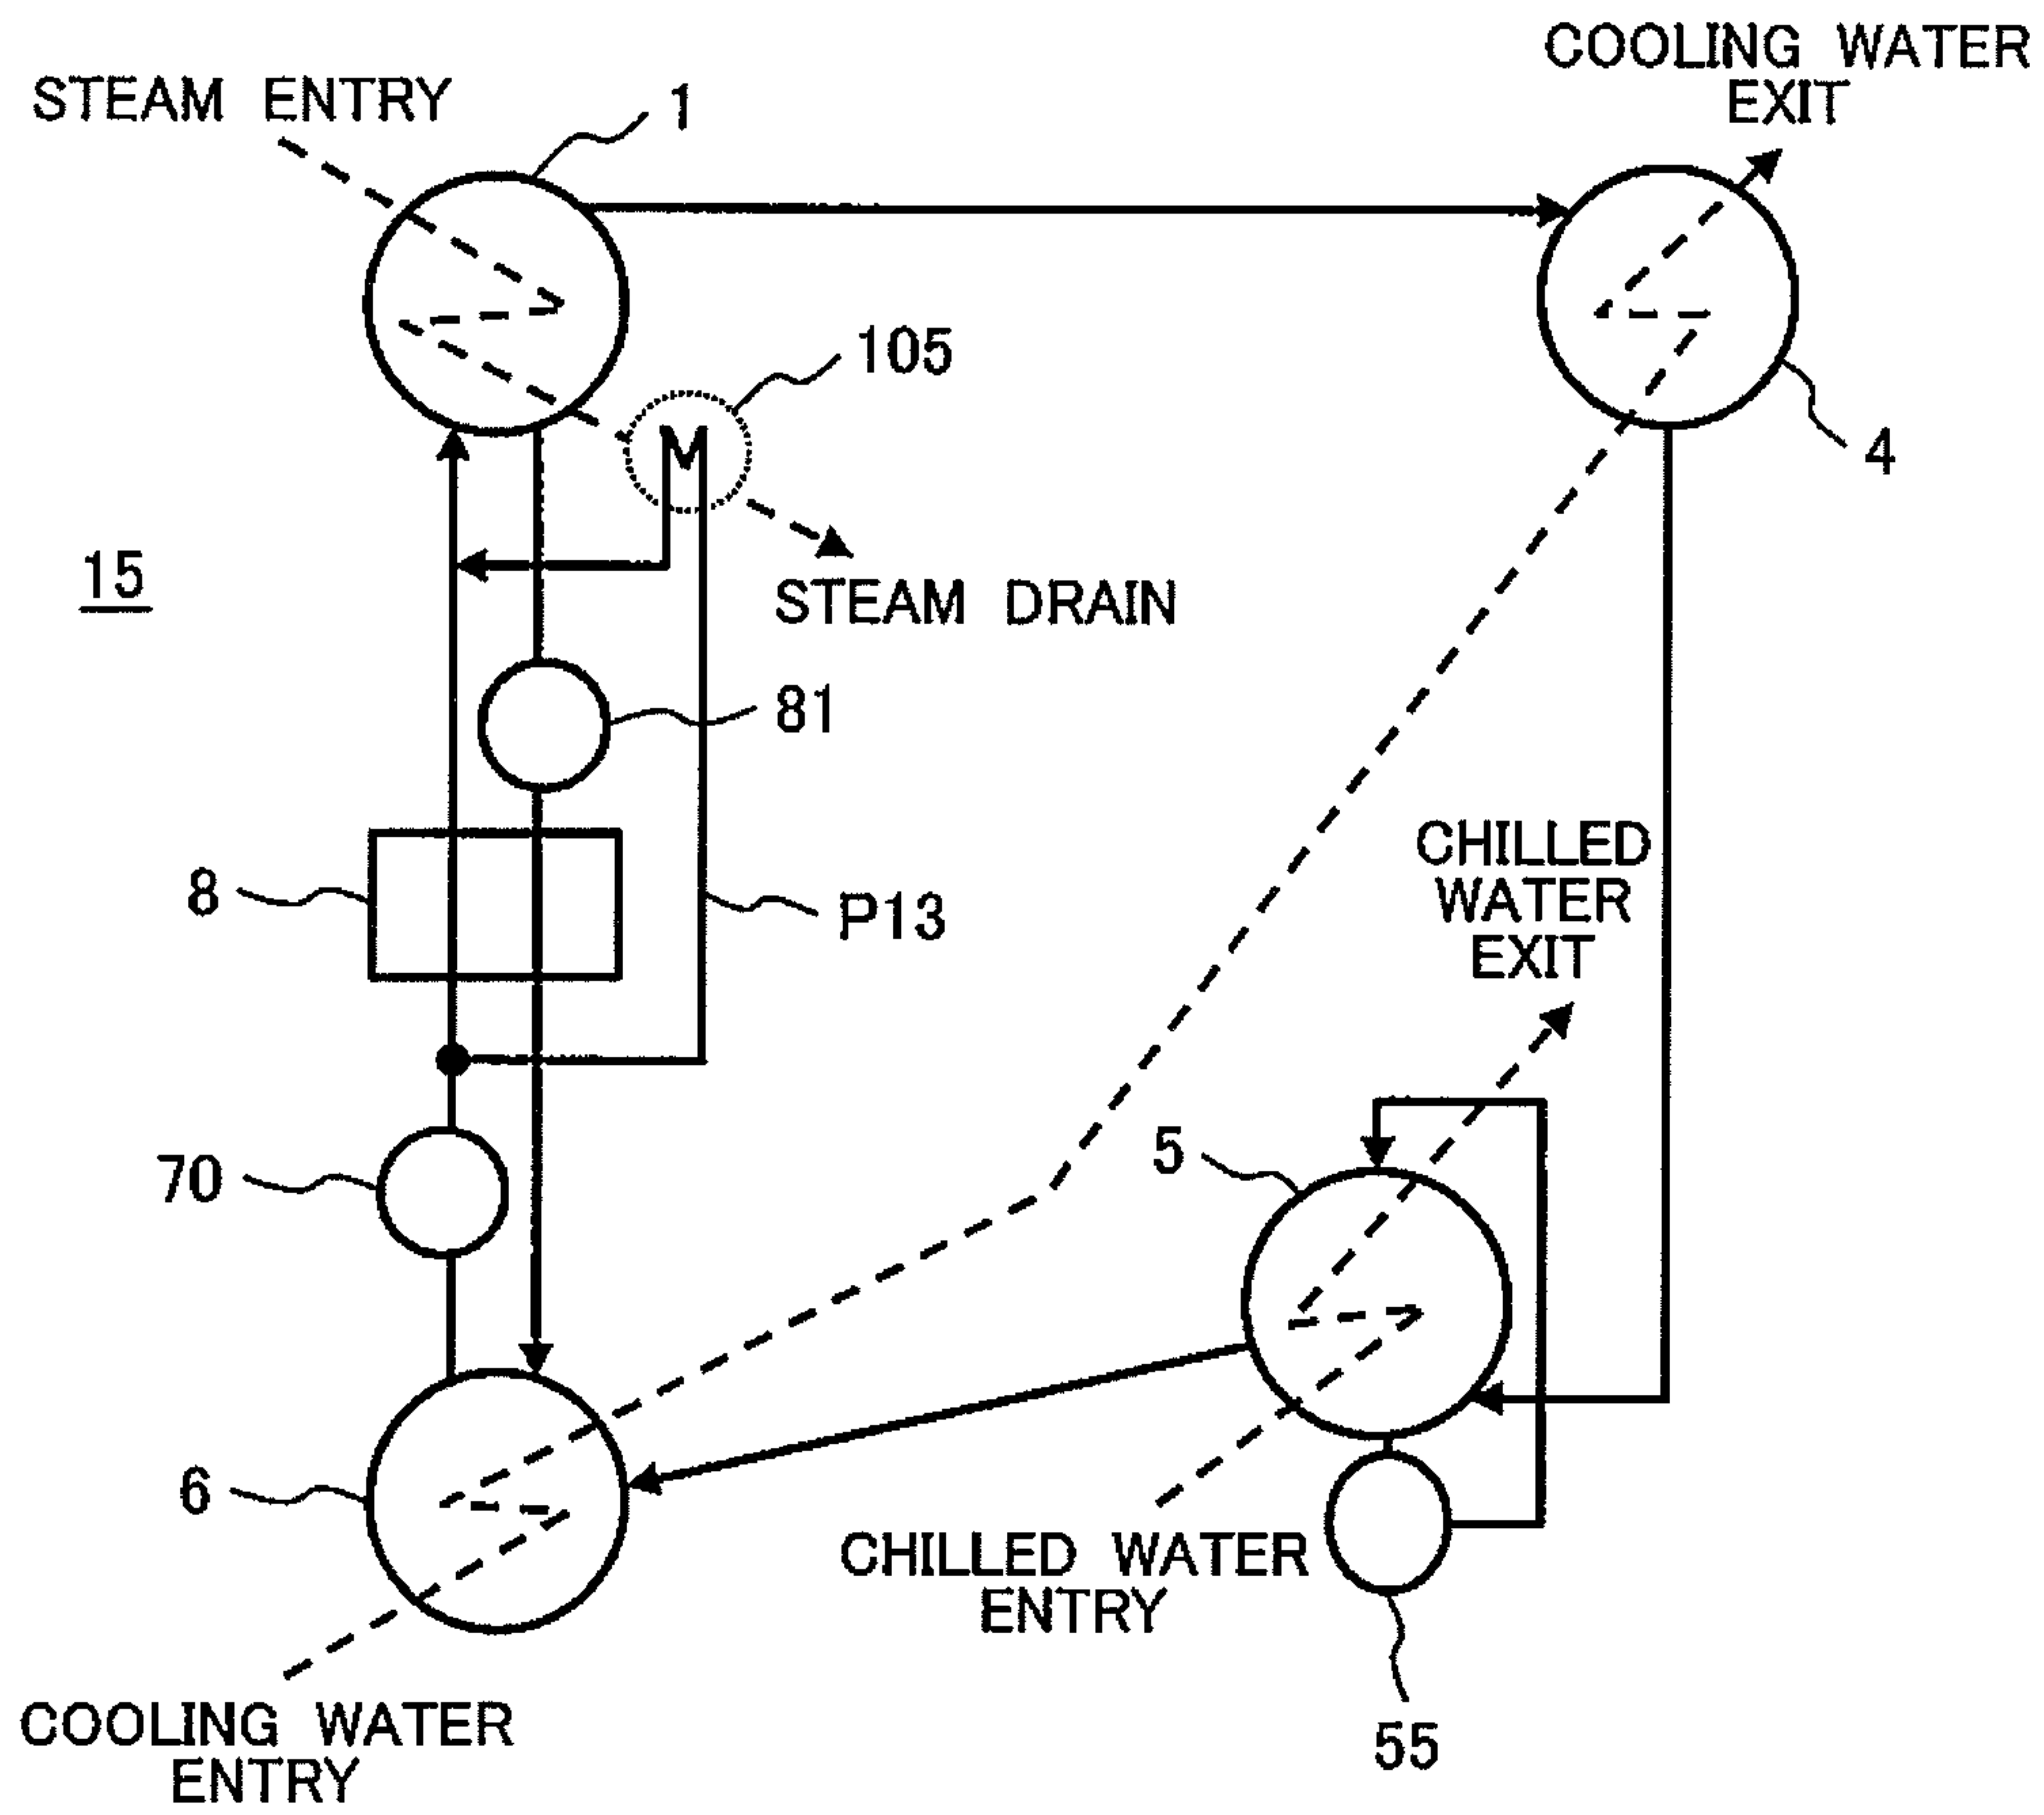 COOLING WATER
EXIT
STEAM ENTRY
1
105
4
15
STEAM DRAIN
81
CHILLED
WATER
EXIT
8
P13
5
70
6
CHILLED WATER
ENTRY
55
COOLING WATER
ENTRY